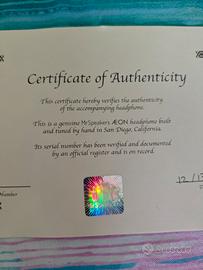 Certificate of Authenticity
This certificate hereby verifies the authenticity
of the accompanying headphone.
This is a genuine MrSpeakers ÆON headphone built
and tuned by hand in San Diego, California.
Its serial number has been verified and documented
by an official register and is on record.
12/13
Number